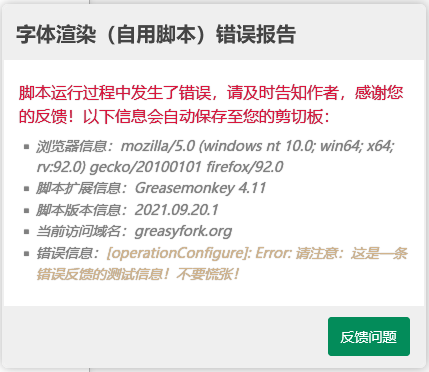 字体渲染（自用脚本）错误报告
脚本运行过程中发生了错误，请及时告知作者，感谢您
的反馈！以下信息会自动保存至您的剪切板：
浏览器信息：mozilla/5.0 (windows nt 10.0; win64; x64;
rv:92.0) gecko/20100101 firefox/92.0
脚本扩展信息：Greasemonkey 4.11
脚本版本信息：2021.09.20.1
当前访问域名：greasyfork.org
错误信息：[operationConfigure]: Error: 请注意：这是一条
错误反馈的测试信息！不要慌张！
反馈问题